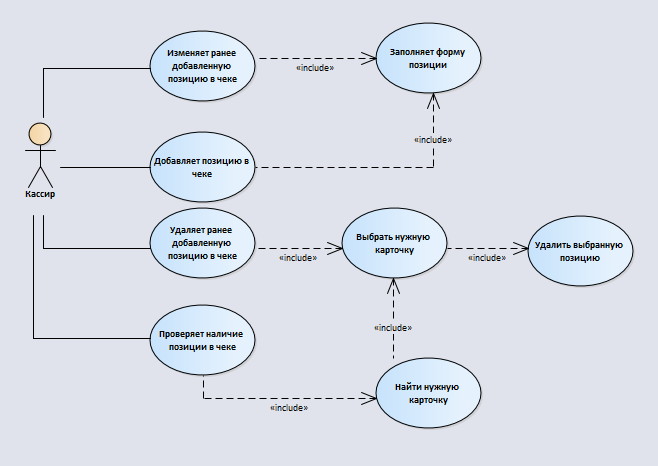 Изменяет ранее
добавленную
позицию в чеке
«include»
Заполняет форму
позиции
«include»
Добавляет позицию в
чеке
Кассир
Удаляет ранее
добавленную
позицию в чеке
«include»
Выбрать нужную
карточку
«include»
Удалить выбранную
позицию
«include»
Проверяет наличие
позиции в чеке
«include»
Найти нужную
карточку